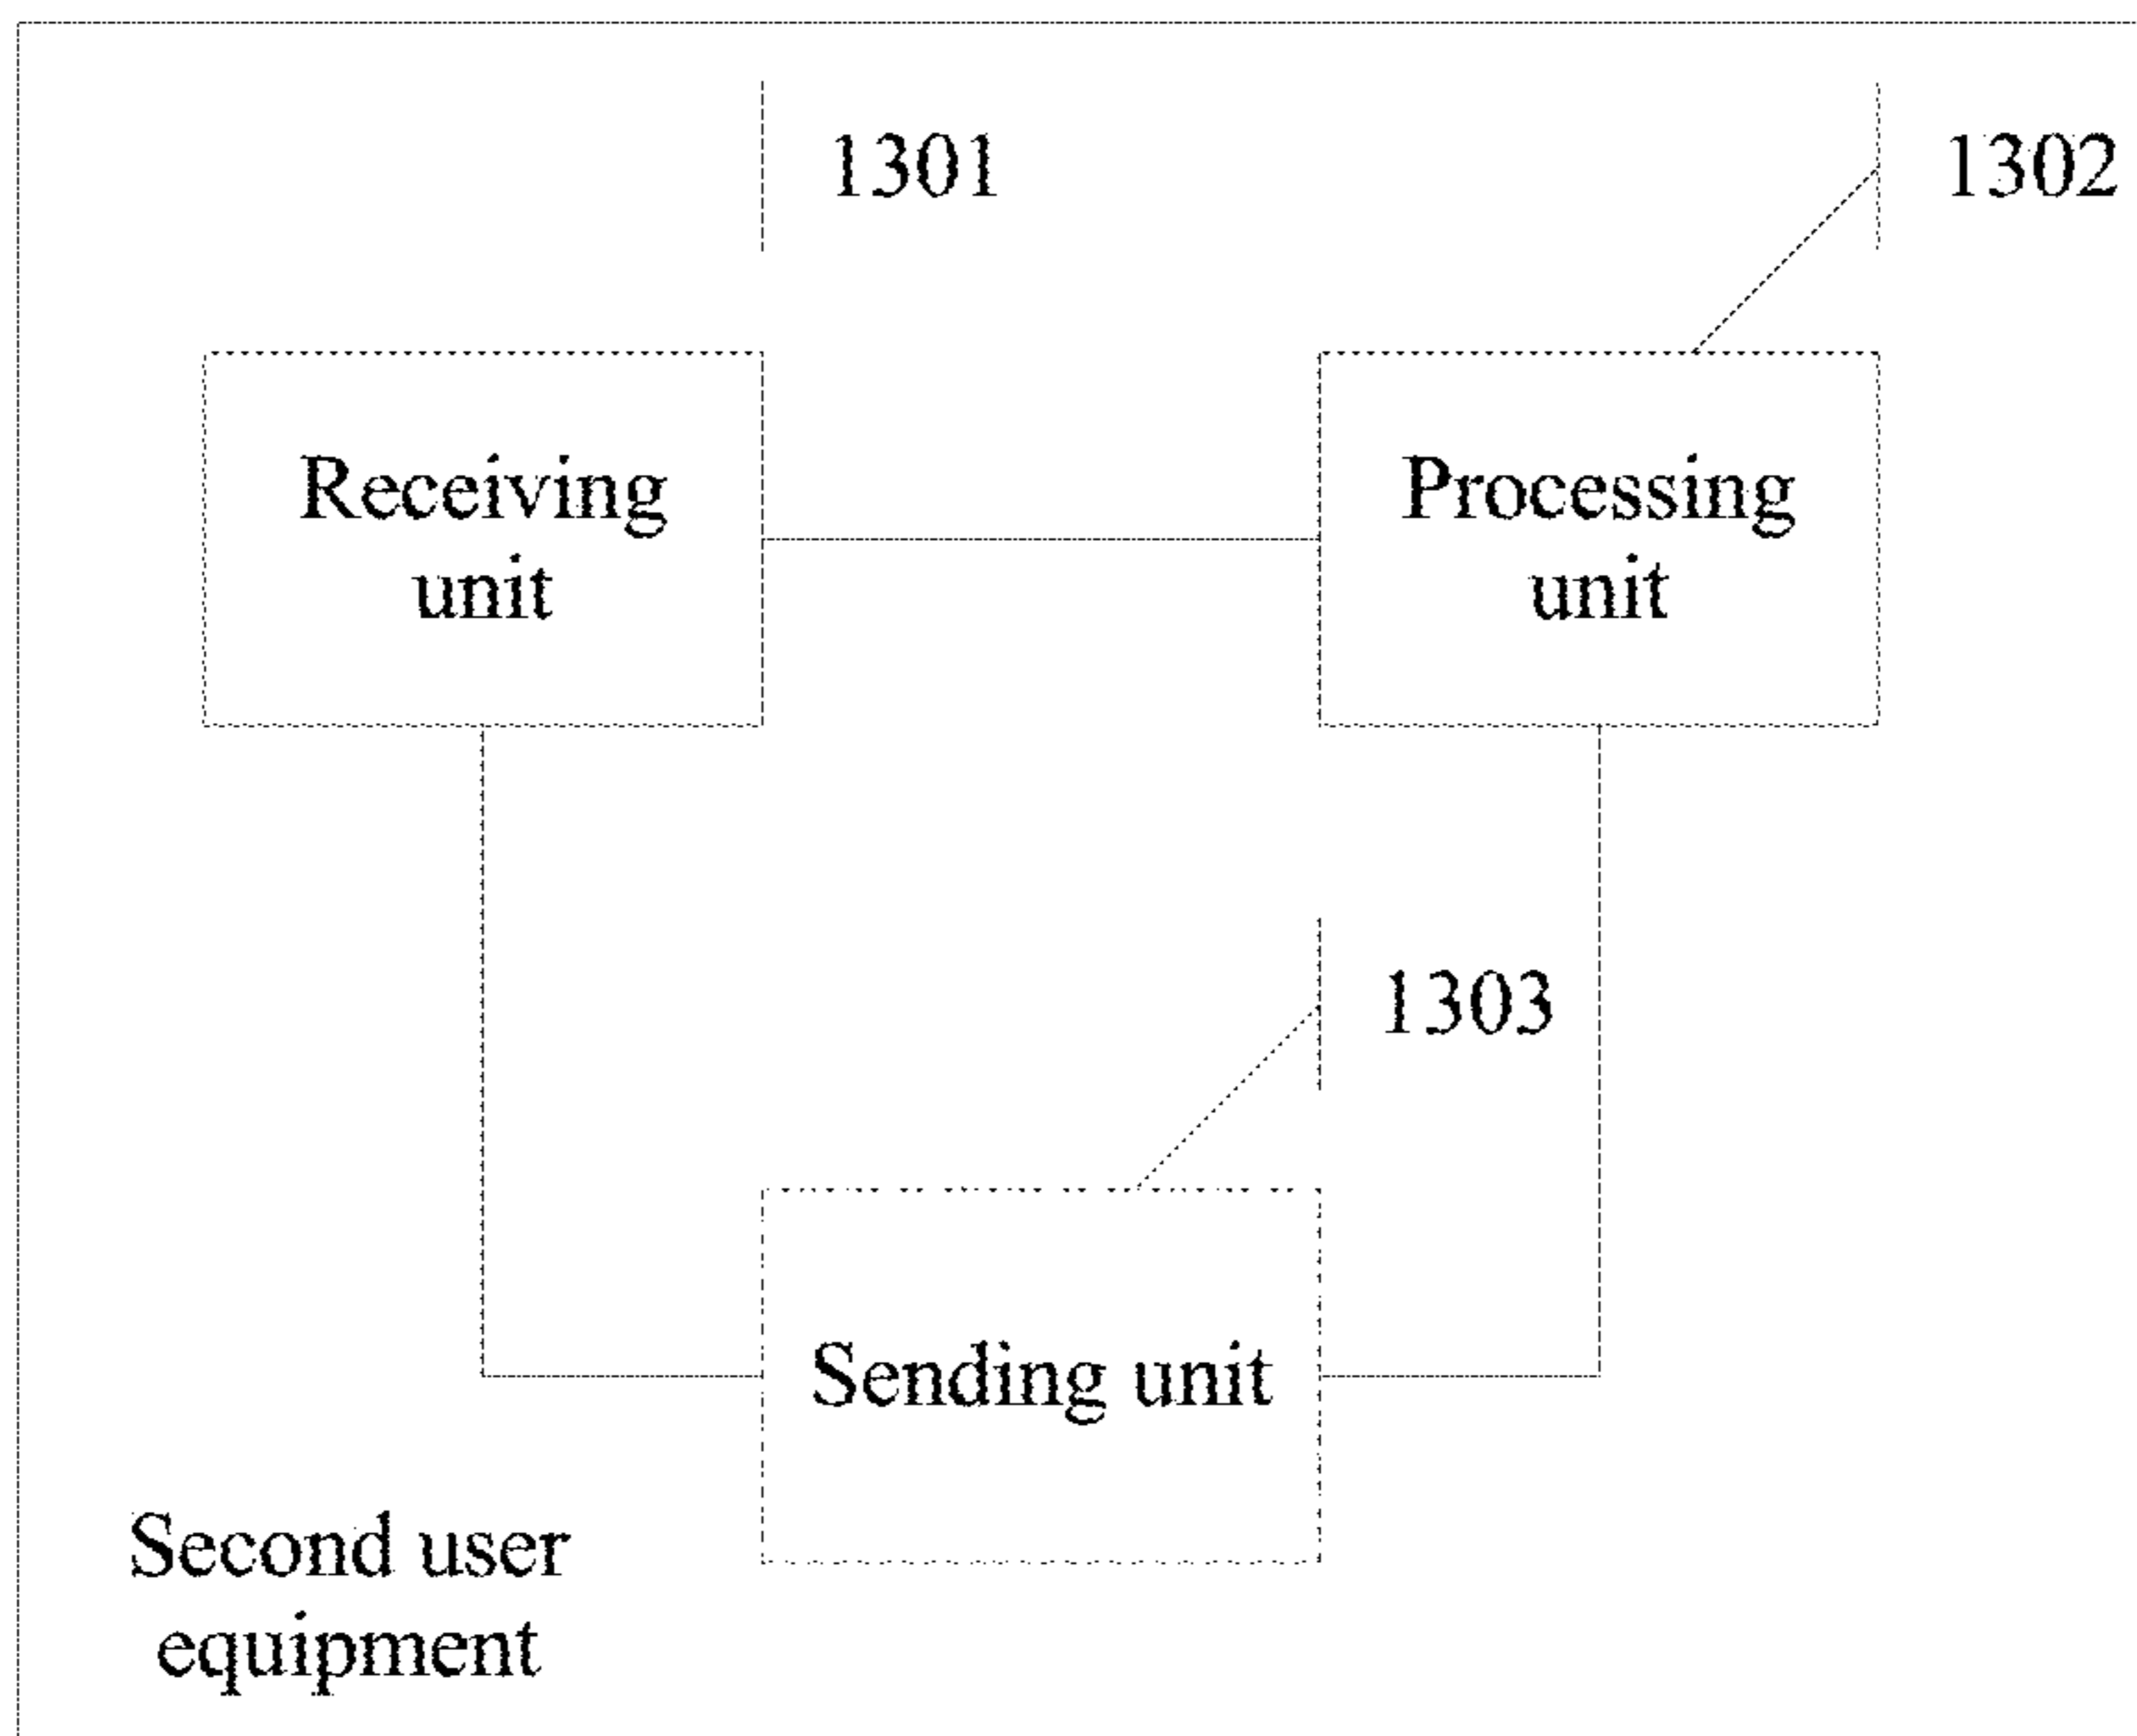 1301
1302
Receiving
unit
Processing
unit
1303
Sending unit
Second user
equipment